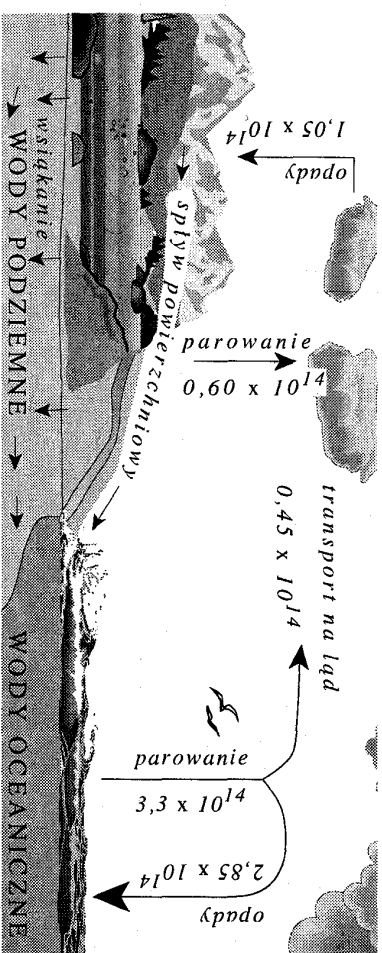 opady
1,05 x 10^14
parowanie
0,60 x 10^14
transport na ląd
0,45 x 10^14
parowanie
3,3 x 10^14
opady
2,85 x 10^14
spływ powierzchniowy
wsiąkanie
WODY PODZIEMNE
WODY OCEANICZNE